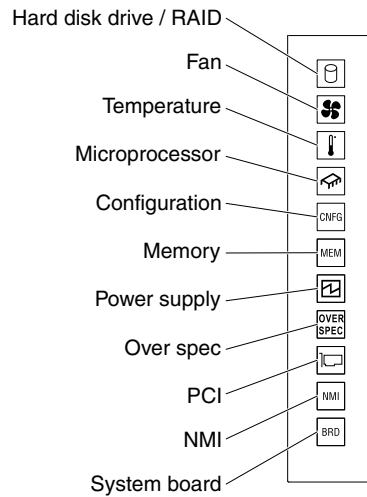 Hard disk drive / RAID
Fan
Temperature
Microprocessor
Configuration
CNFG
Memory
MEM
Power supply
Over spec
OVER
SPEC
PCI
NMI
NMI
System board
BRD